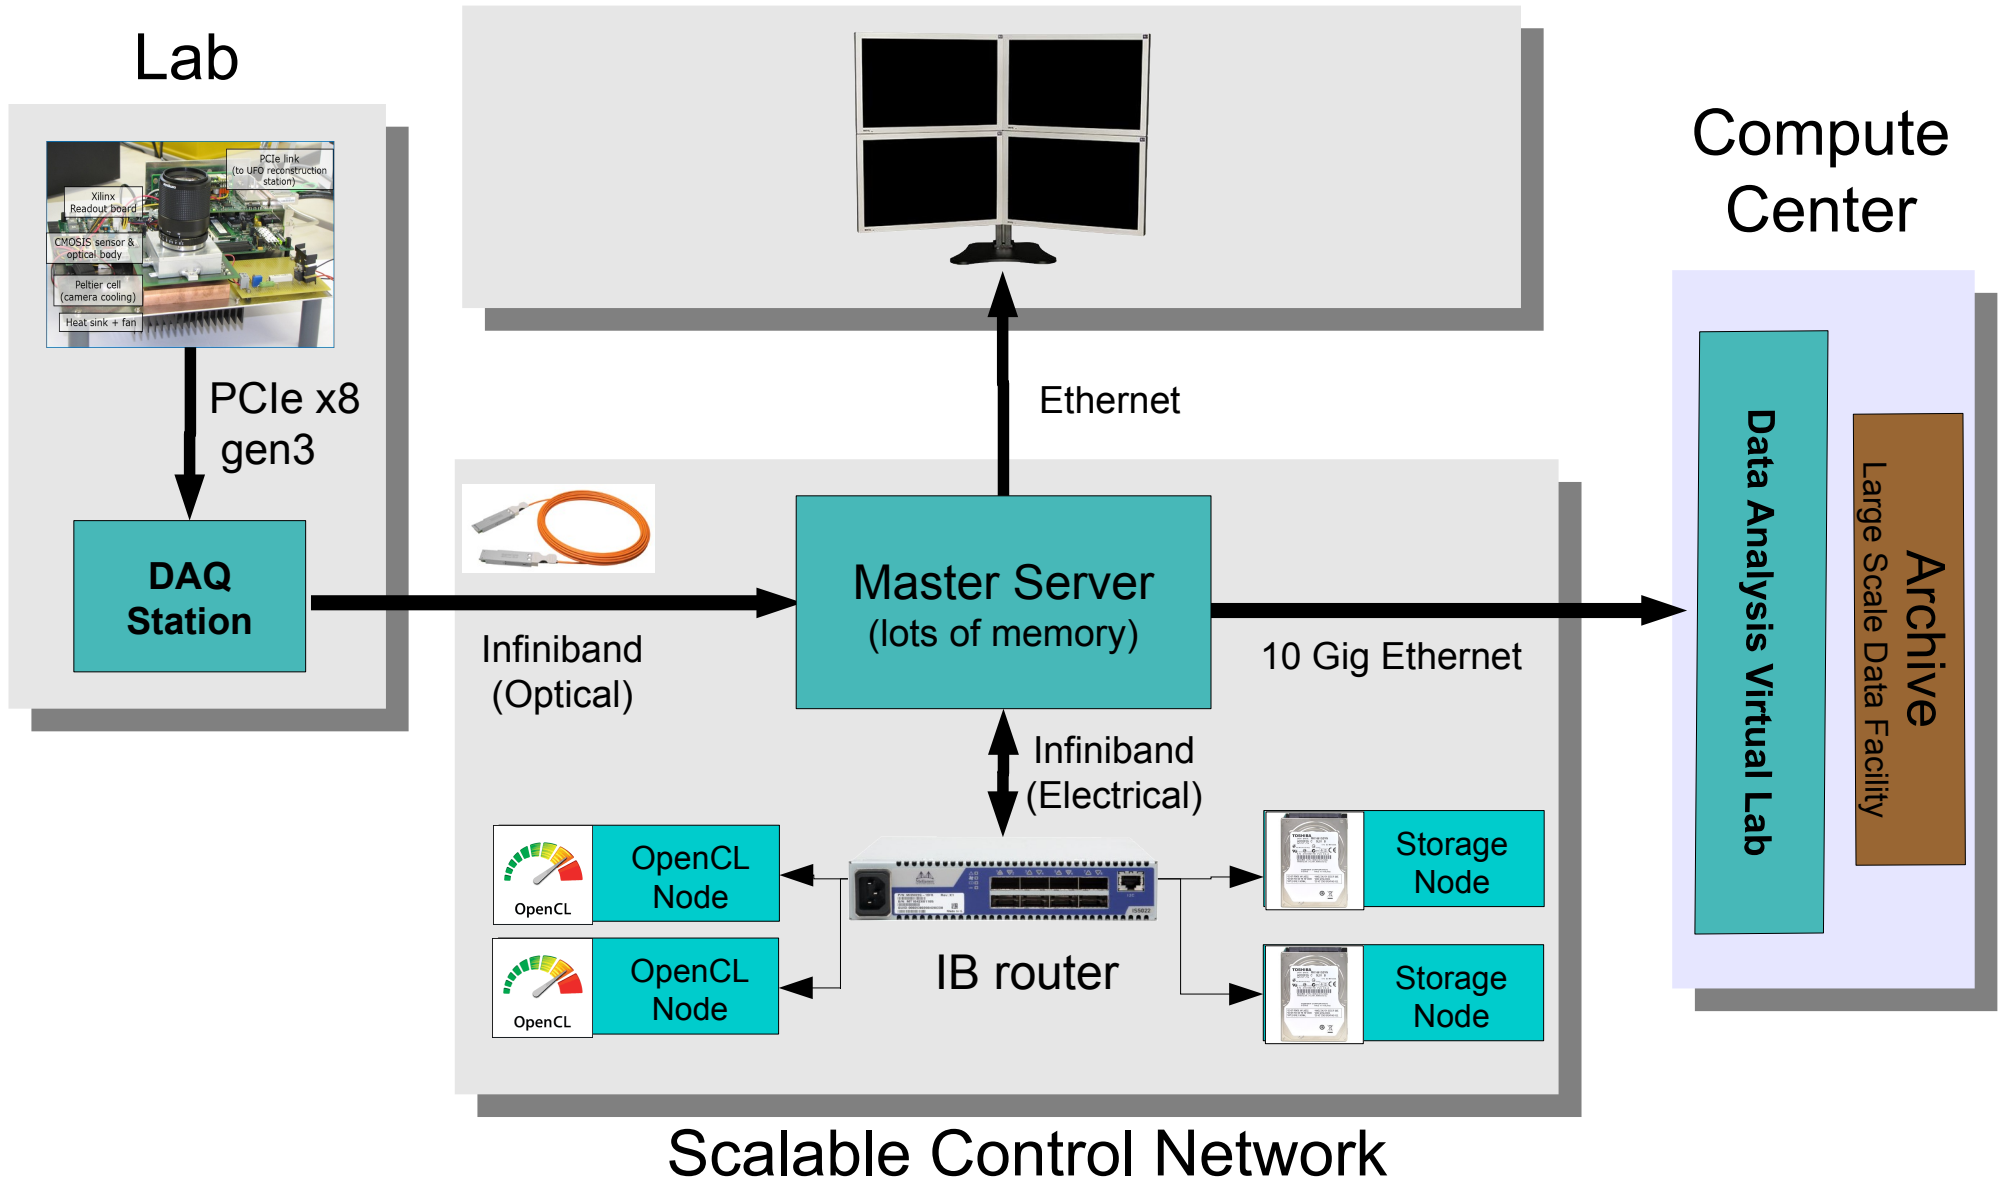 Lab
PCIe link
(to UFO reconstruction
station)
Xilinx
Readout board
CMOSIS sensor &
optical body
Peltier cell
(camera cooling)
Heat sink + fan
PCIe x8
gen3
DAQ
Station
Ethernet
Infiniband
(Optical)
Master Server
(lots of memory)
10 Gig Ethernet
Infiniband
(Electrical)
OpenCL
OpenCL
Node
OpenCL
OpenCL
Node
IS5022
IB router
TOSHIBA
Storage
Node
TOSHIBA
Storage
Node
Scalable Control Network
Compute
Center
Data Analysis Virtual Lab
Archive
Large Scale Data Facility